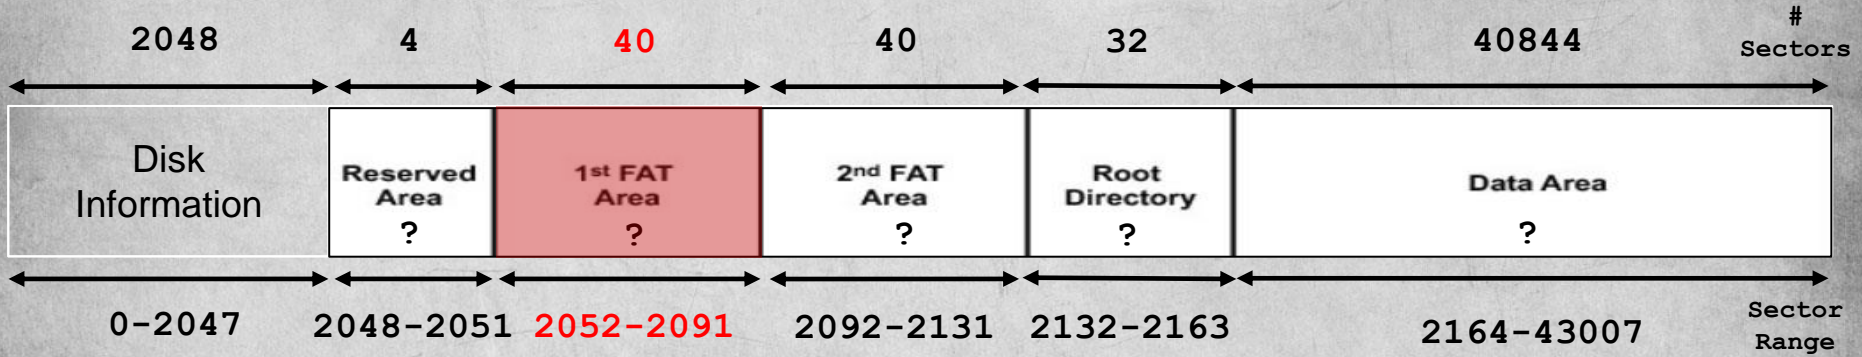 2048 4 40 40 32 40844 #
Sectors
Disk
Information
Reserved
Area
?
1st FAT
Area
?
2nd FAT
Area
?
Root
Directory
?
Data Area
?
0-2047 2048-2051 2052-2091 2092-2131 2132-2163 2164-43007 Sector
Range